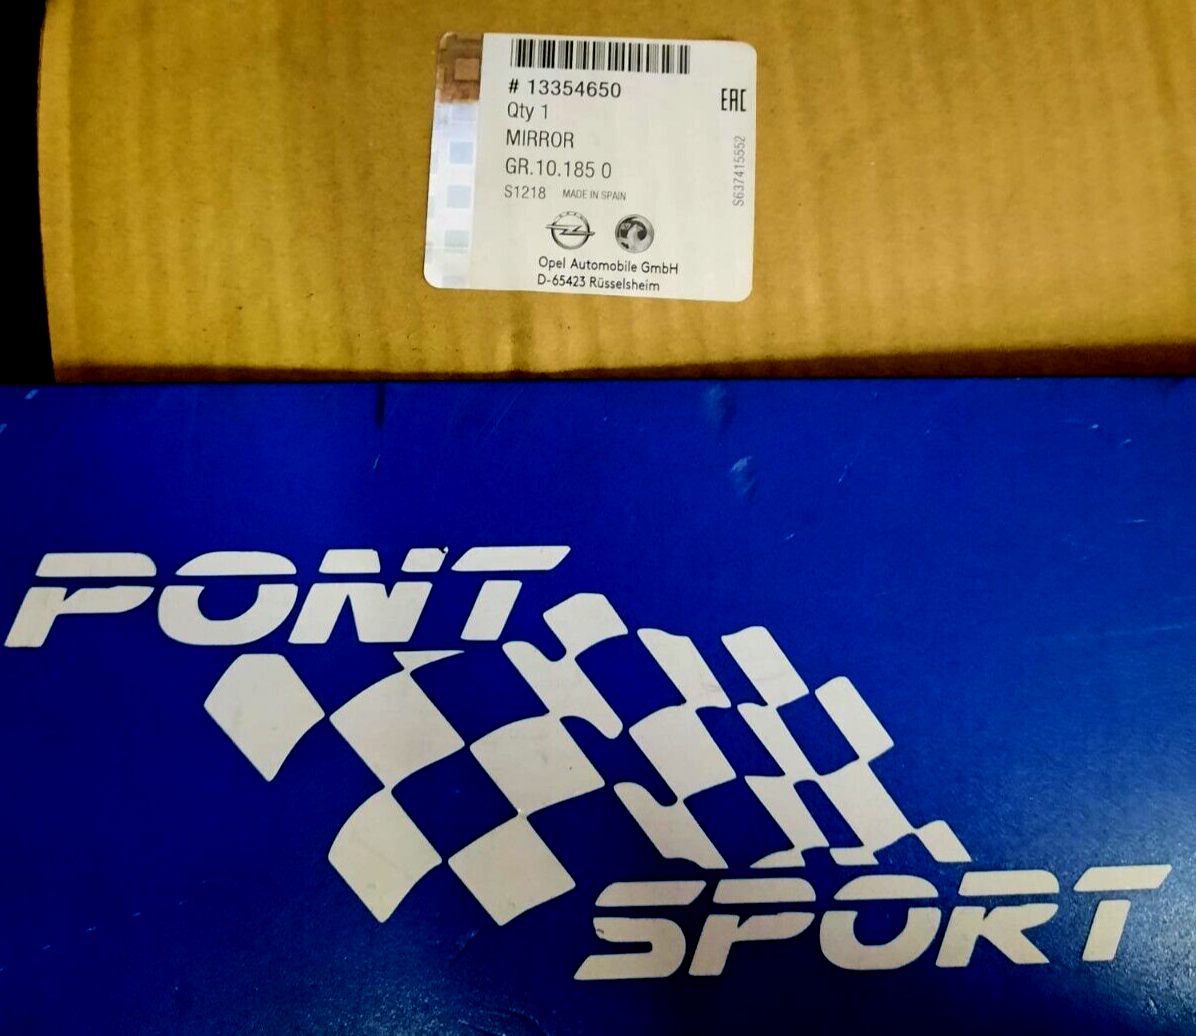 # 13354650
Qty 1
MIRROR
GR.10.185 0
S1218 MADE IN SPAIN
EAC
S637415552
Opel Automobile GmbH
D-65423 Rüsselsheim
PONT
SPORT